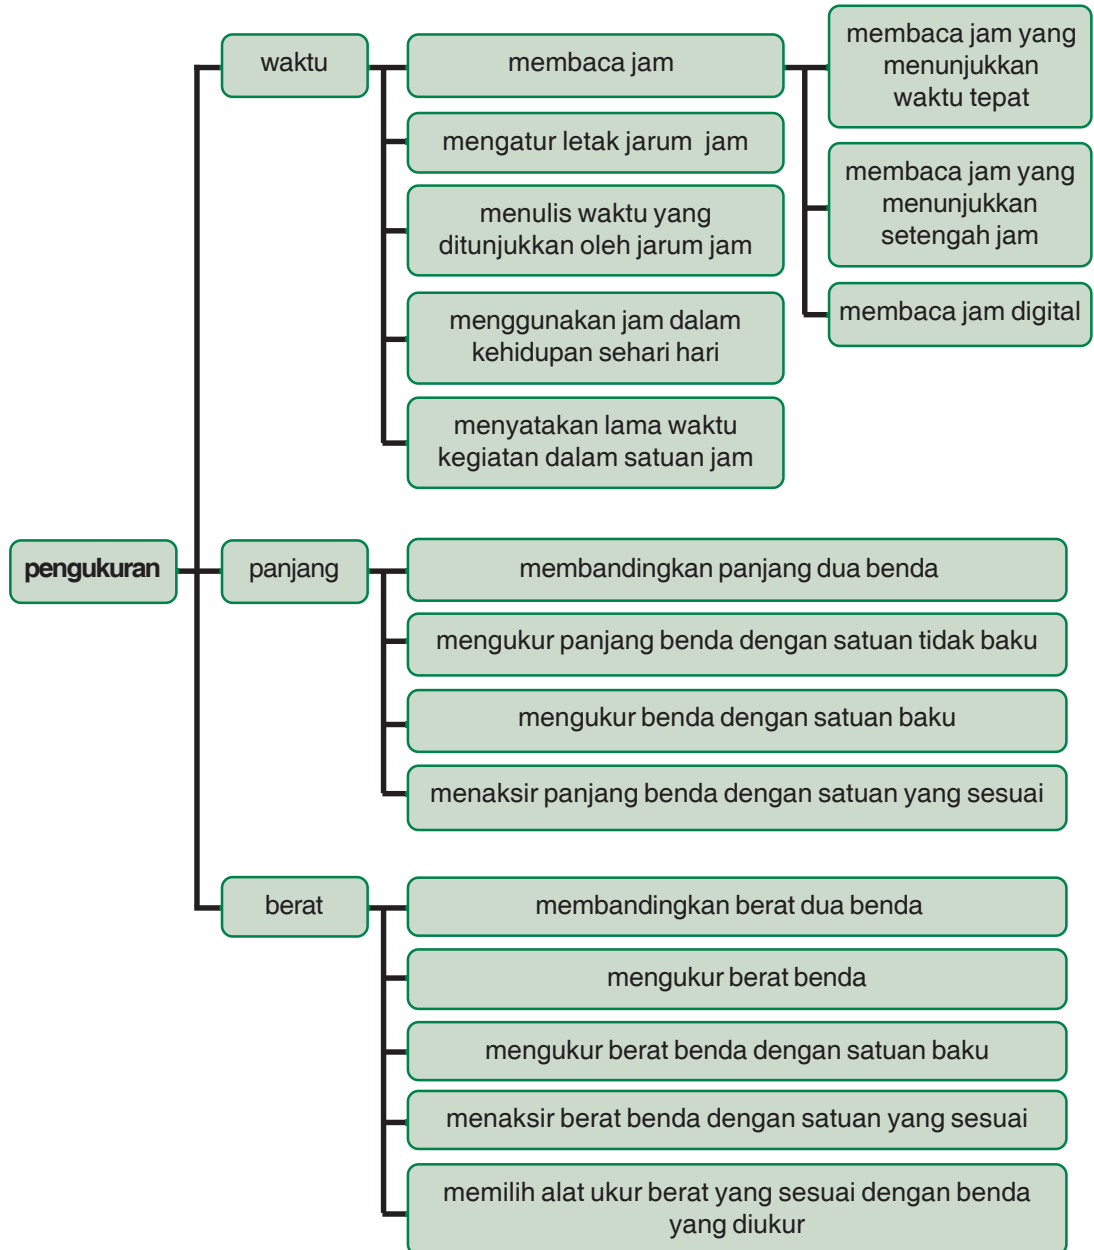 pengukuran
waktu
membaca jam
membaca jam yang
menunjukkan
waktu tepat
membaca jam yang
menunjukkan
setengah jam
membaca jam digital
mengatur letak jarum jam
menulis waktu yang
ditunjukkan oleh jarum jam
menggunakan jam dalam
kehidupan sehari hari
menyatakan lama waktu
kegiatan dalam satuan jam
panjang
membandingkan panjang dua benda
mengukur panjang benda dengan satuan tidak baku
mengukur benda dengan satuan baku
menaksir panjang benda dengan satuan yang sesuai
berat
membandingkan berat dua benda
mengukur berat benda
mengukur berat benda dengan satuan baku
menaksir berat benda dengan satuan yang sesuai
memilih alat ukur berat yang sesuai dengan benda
yang diukur